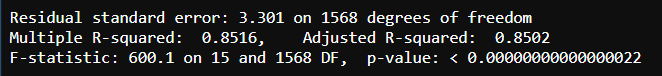 Residual standard error: 3.301 on 1568 degrees of freedom
Multiple R-squared:  0.8516,    Adjusted R-squared:  0.8502
F-statistic: 600.1 on 15 and 1568 DF,  p-value: < 0.00000000000000022